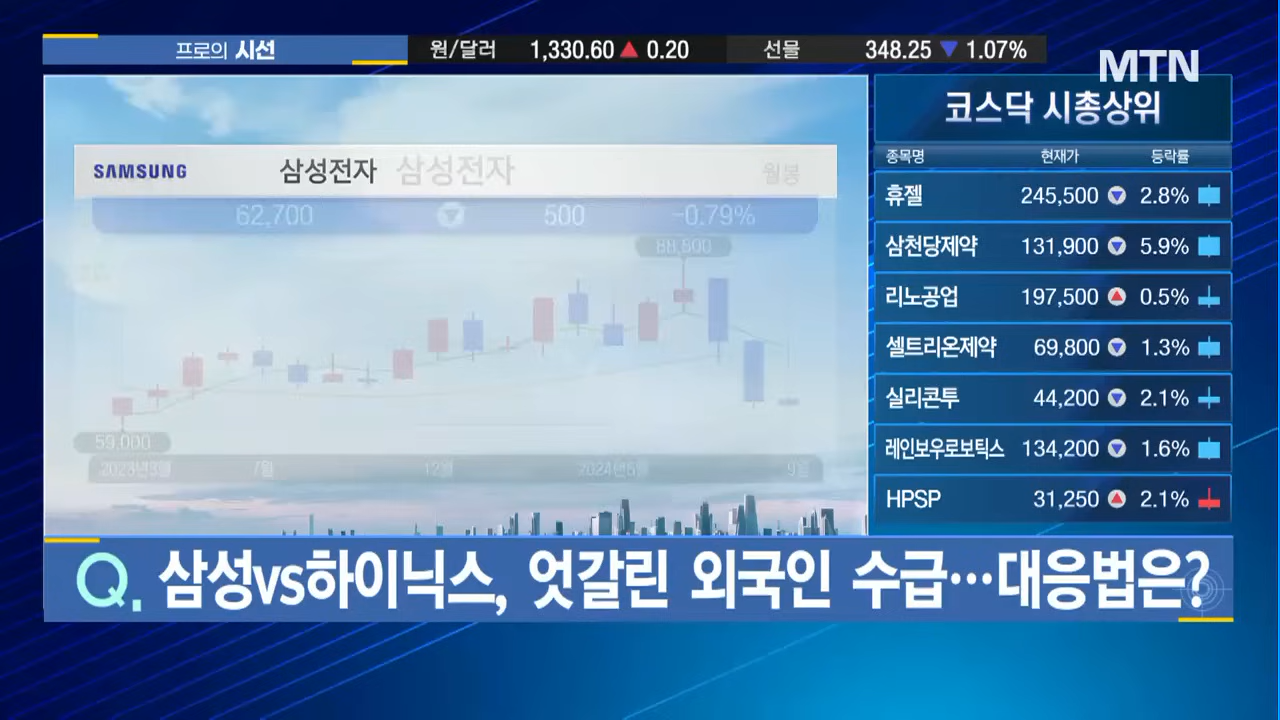 프로의 시선
원/달러 1,330.60 ▲ 0.20 선물 348.25 ▼ 1.07%
MTN
SAMSUNG 삼성전자 삼성전자 월봉
62,700 ▼ 500 -0.79%
88,800
59,000
7월 12월 9월
코스닥 시총상위
종목명 현재가 등락률
휴젤 245,500 ▼ 2.8%
삼천당제약 131,900 ▼ 5.9%
리노공업 197,500 ▲ 0.5%
셀트리온제약 69,800 ▼ 1.3%
실리콘투 44,200 ▼ 2.1%
레인보우로보틱스 134,200 ▼ 1.6%
HPSP 31,250 ▲ 2.1%
Q. 삼성vs하이닉스, 엇갈린 외국인 수급…대응법은?